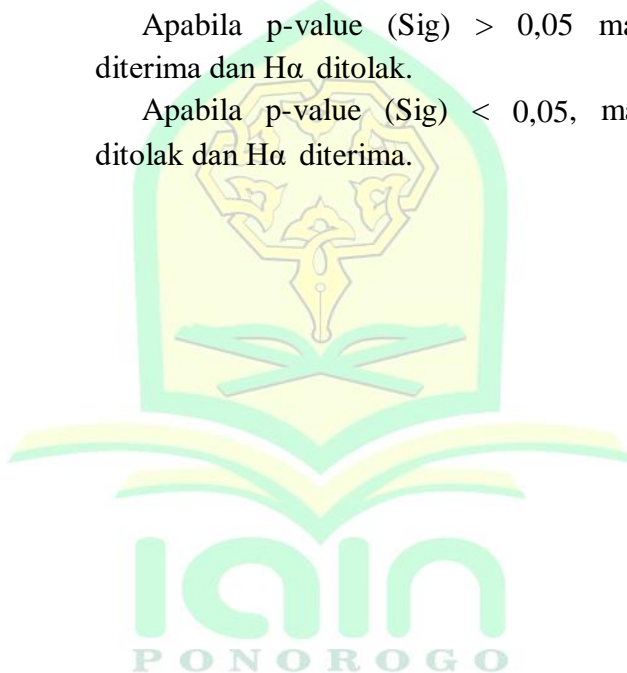 Apabila p-value (Sig) > 0,05 ma
diterima dan Hα ditolak.
Apabila p-value (Sig) < 0,05, ma
ditolak dan Hα diterima.
iain
PONOROGO